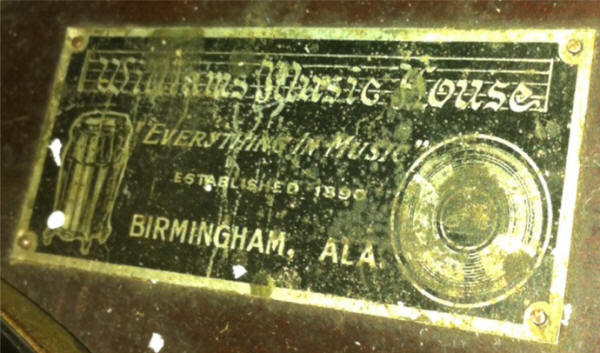 Williams Music House
"EVERYTHING IN MUSIC"
ESTABLISHED 1890
BIRMINGHAM, ALA.